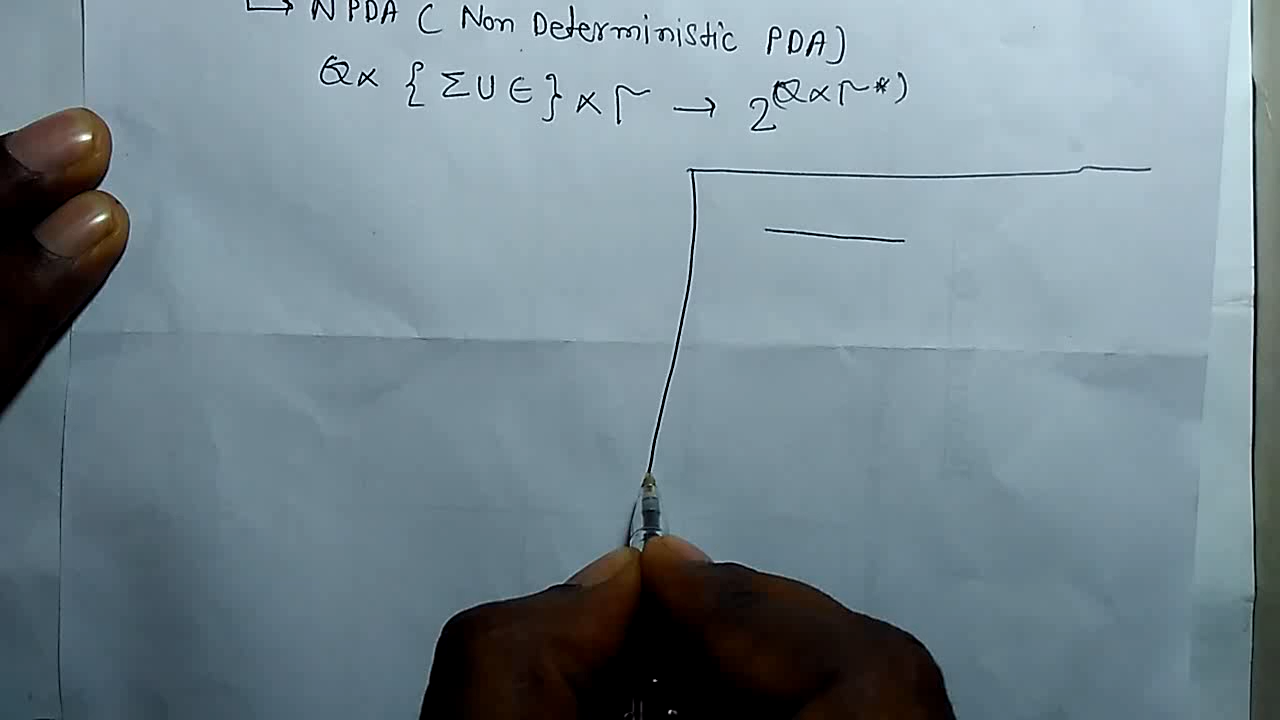 ↳ NPDA ( Non Deterministic PDA)
Q x { Σ U ∈ } x Γ → 2^(Q x Γ*)